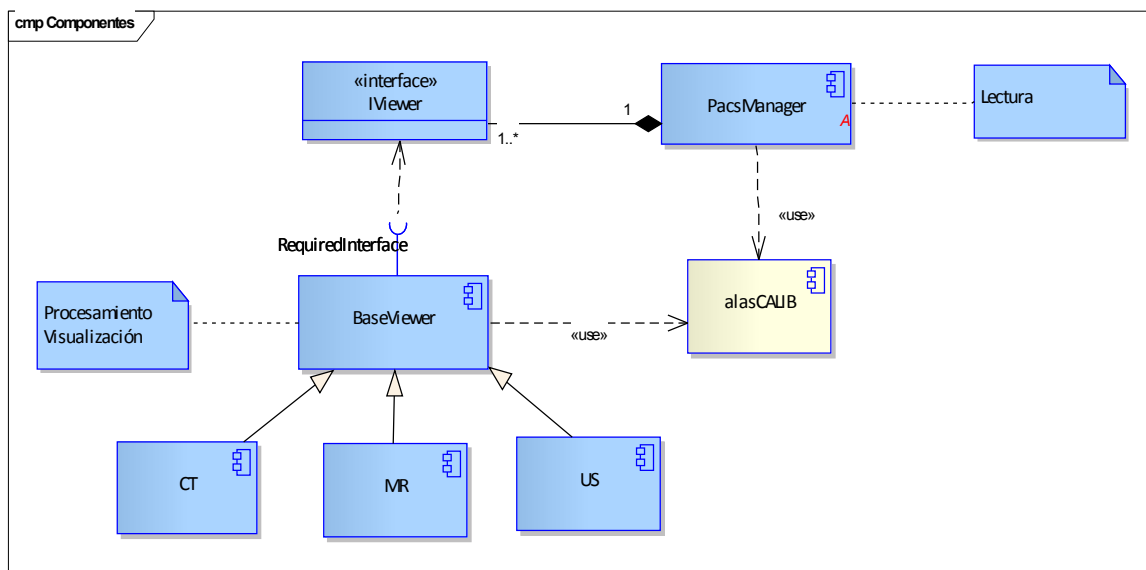 cmp Componentes
«interface»
IViewer
1
1..*
PacsManager
A
Lectura
«use»
RequiredInterface
Procesamiento
Visualización
BaseViewer
«use»
alasCALIB
CT
MR
US